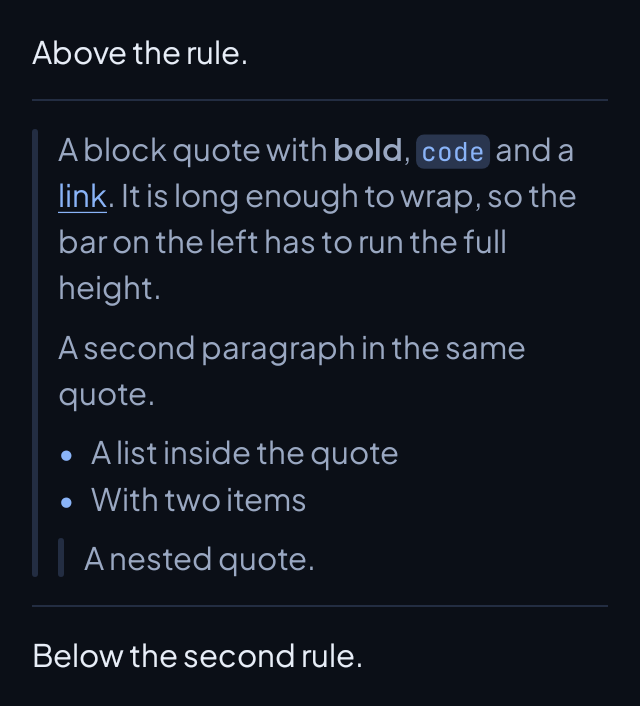 Above the rule.
A block quote with bold, code and a
link. It is long enough to wrap, so the
bar on the left has to run the full
height.
A second paragraph in the same
quote.
• A list inside the quote
• With two items
A nested quote.
Below the second rule.